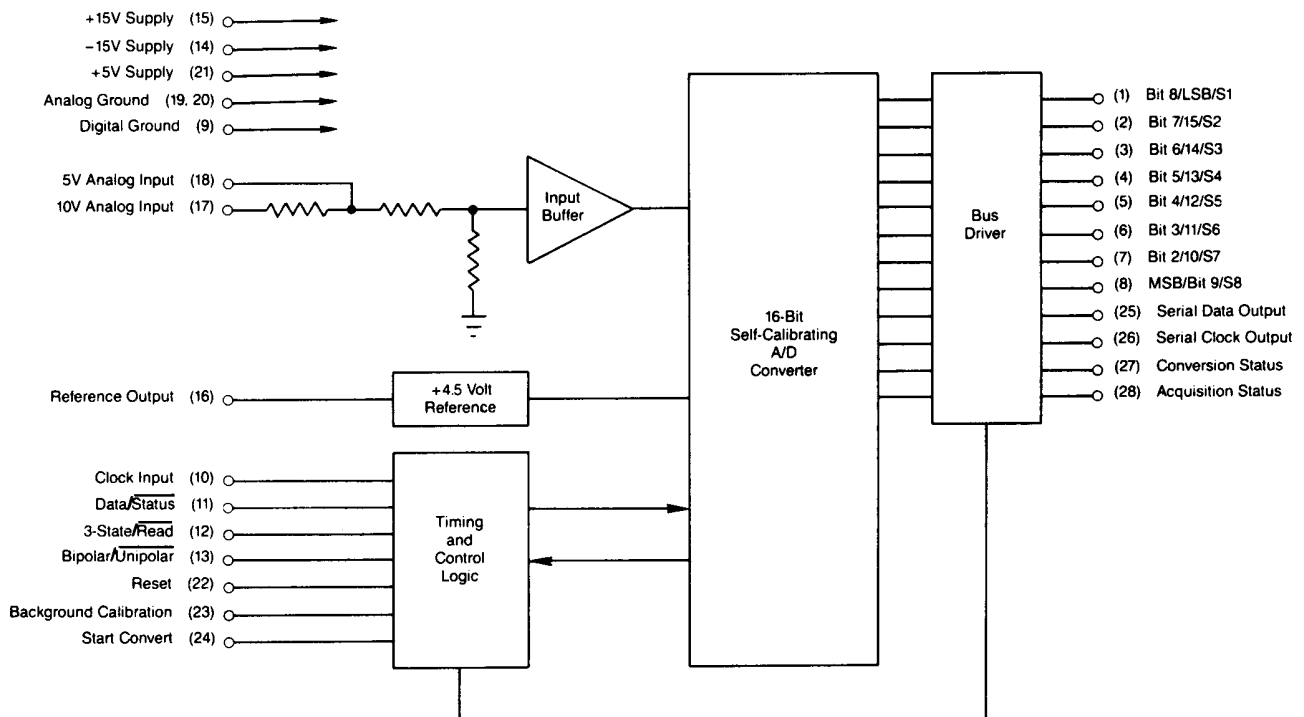 +15V Supply (15)
−15V Supply (14)
+5V Supply (21)
Analog Ground (19, 20)
Digital Ground (9)
5V Analog Input (18)
10V Analog Input (17)
Input
Buffer
Reference Output (16)
+4.5 Volt
Reference
Clock Input (10)
Data/Status (11)
3-State/Read (12)
Bipolar/Unipolar (13)
Reset (22)
Background Calibration (23)
Start Convert (24)
Timing
and
Control
Logic
16-Bit
Self-Calibrating
A/D
Converter
Bus
Driver
(1) Bit 8/LSB/S1
(2) Bit 7/15/S2
(3) Bit 6/14/S3
(4) Bit 5/13/S4
(5) Bit 4/12/S5
(6) Bit 3/11/S6
(7) Bit 2/10/S7
(8) MSB/Bit 9/S8
(25) Serial Data Output
(26) Serial Clock Output
(27) Conversion Status
(28) Acquisition Status